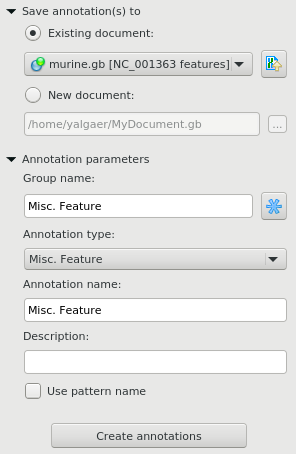 Save annotation(s) to
Existing document:
murine.gb [NC_001363 features]
New document:
/home/yalgaer/MyDocument.gb
...
Annotation parameters
Group name:
Misc. Feature
Annotation type:
Misc. Feature
Annotation name:
Misc. Feature
Description:
Use pattern name
Create annotations